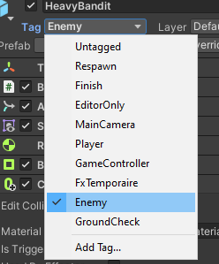 HeavyBandit
Tag Enemy Layer Defa
Prefab
Untagged
Respawn
Finish
EditorOnly
MainCamera
Player
GameController
FxTemporaire
Enemy
GroundCheck
Add Tag...
Edit Colli
Material
Is Trigge